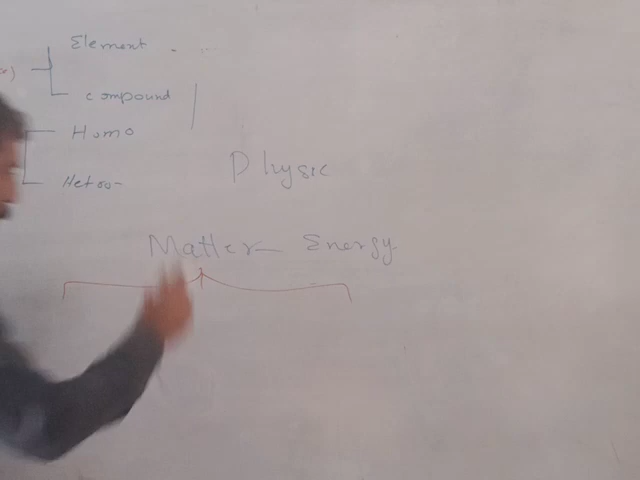 Element
compound
Homo
Hetro-
Physic
Matter Energy